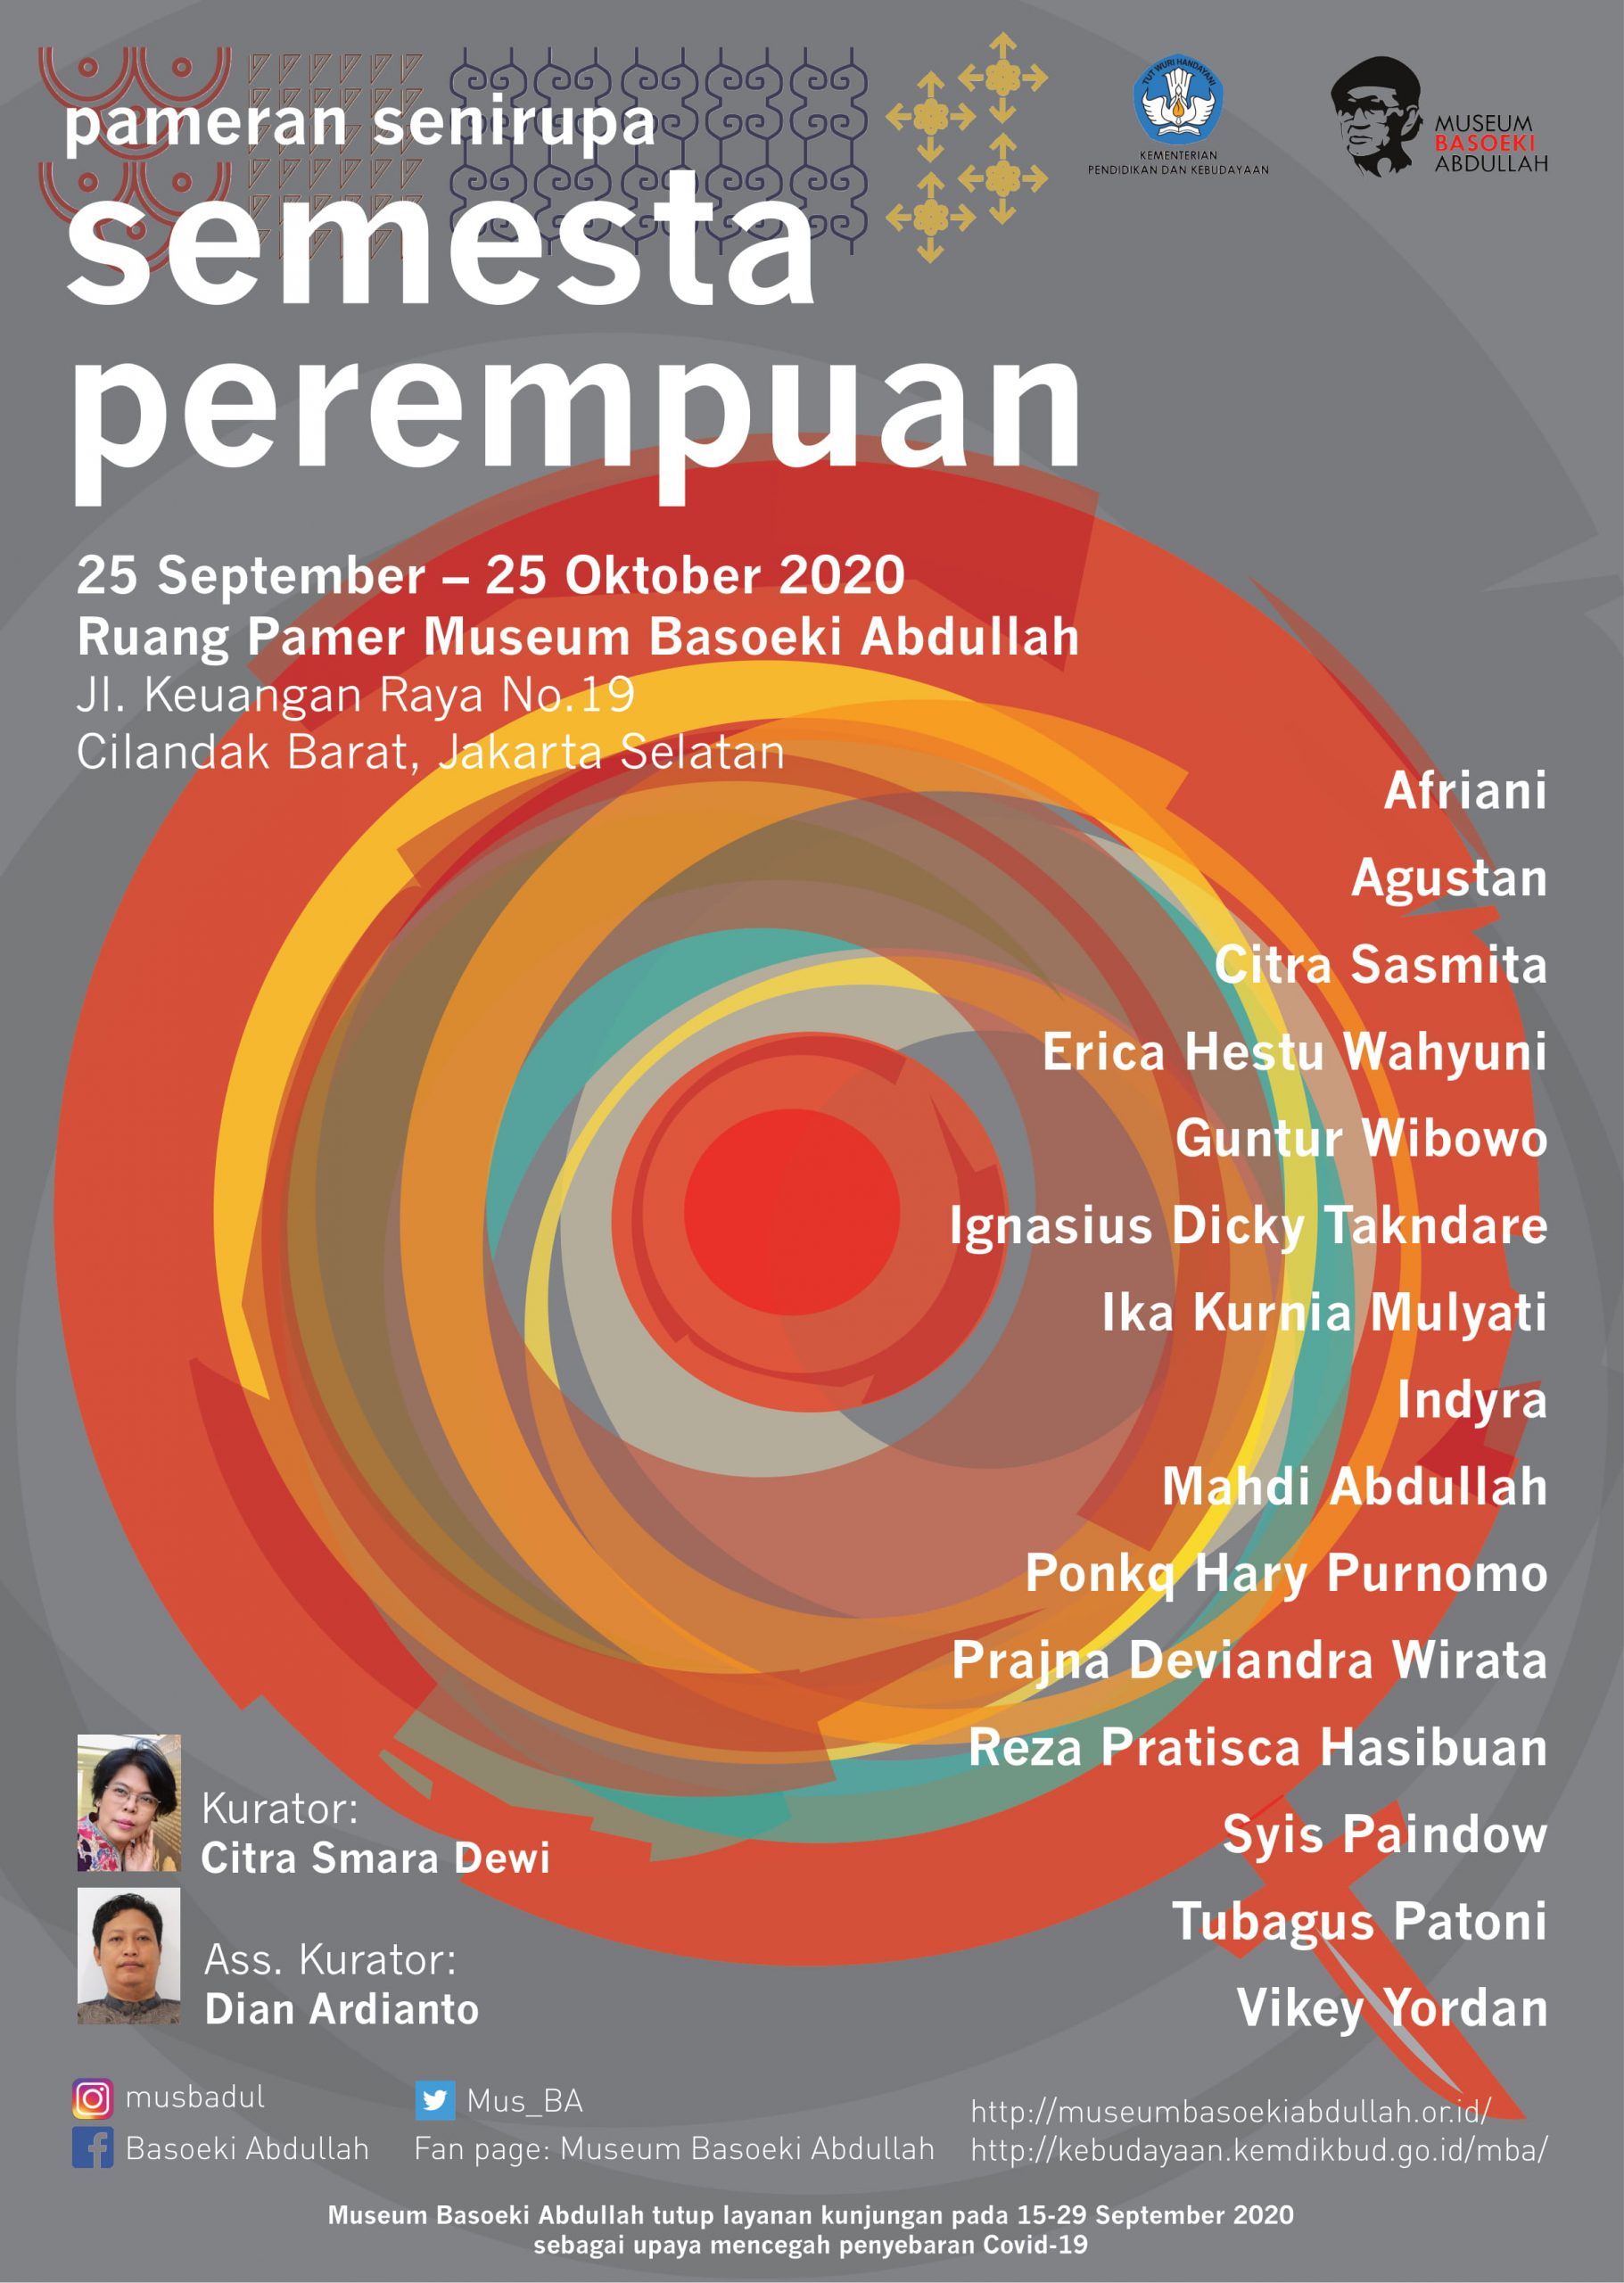 pameran senirupa
semesta
perempuan
TUT WURI HANDAYANI
KEMENTERIAN
PENDIDIKAN DAN KEBUDAYAAN
MUSEUM
BASOEKI
ABDULLAH
25 September – 25 Oktober 2020
Ruang Pamer Museum Basoeki Abdullah
Jl. Keuangan Raya No.19
Cilandak Barat, Jakarta Selatan
Afriani
Agustan
Citra Sasmita
Erica Hestu Wahyuni
Guntur Wibowo
Ignasius Dicky Takndare
Ika Kurnia Mulyati
Indyra
Mahdi Abdullah
Ponkq Hary Purnomo
Prajna Deviandra Wirata
Reza Pratisca Hasibuan
Syis Paindow
Tubagus Patoni
Vikey Yordan
Kurator:
Citra Smara Dewi
Ass. Kurator:
Dian Ardianto
musbadul
Mus_BA
Basoeki Abdullah
Fan page: Museum Basoeki Abdullah
http://museumbasoekiabdullah.or.id/
http://kebudayaan.kemdikbud.go.id/mba/
Museum Basoeki Abdullah tutup layanan kunjungan pada 15-29 September 2020
sebagai upaya mencegah penyebaran Covid-19